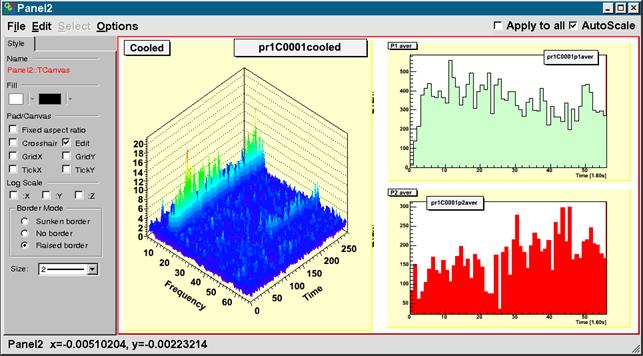 Panel2
File Edit Select Options
Apply to all AutoScale
Style
Name
Panel2::TCanvas
Fill
Pad/Canvas
Fixed aspect ratio
Crosshair Edit
GridX GridY
TickX TickY
Log Scale
:X :Y :Z
Border Mode
Sunken border
No border
Raised border
Size: 2
Cooled
pr1C0001cooled
20
18
16
14
12
10
8
6
4
2
0
10 20 30 40 50 60
Frequency
0 50 100 150 200 250
Time
P1 aver
pr1C0001p1aver
500
400
300
200
100
0
0 10 20 30 40 50
Time [1.60s]
P2 aver
pr1C0001p2aver
300
250
200
150
100
50
0 10 20 30 40 50
Time [1.60s]
Panel2 x=-0.00510204, y=-0.00223214